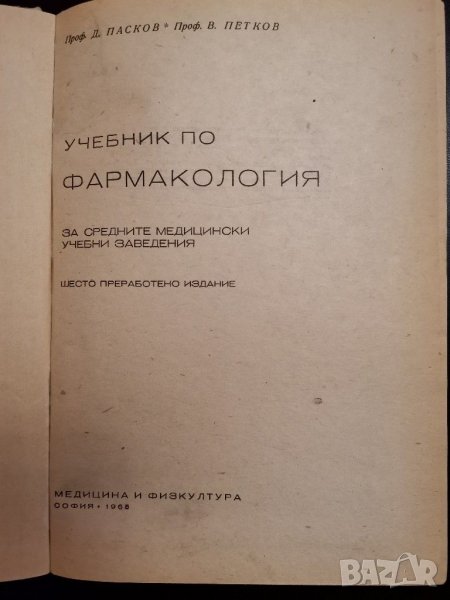 Проф. Д. ПАСКОВ * Проф. В. ПЕТКОВ
УЧЕБНИК ПО
ФАРМАКОЛОГИЯ
ЗА СРЕДНИТЕ МЕДИЦИНСКИ
УЧЕБНИ ЗАВЕДЕНИЯ
ШЕСТО ПРЕРАБОТЕНО ИЗДАНИЕ
МЕДИЦИНА И ФИЗКУЛТУРА
СОФИЯ • 1968
BAZAR